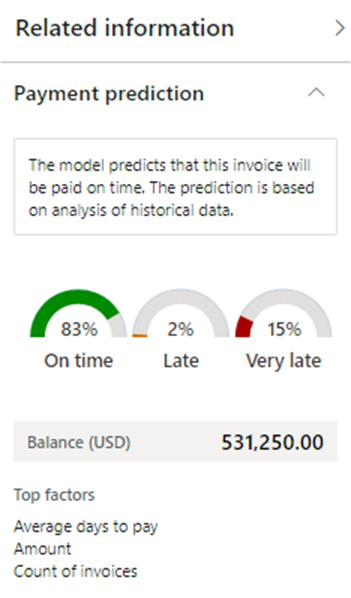 Related information
Payment prediction
The model predicts that this invoice will
be paid on time. The prediction is based
on analysis of historical data.
83% 2% 15%
On time Late Very late
Balance (USD) 531,250.00
Top factors
Average days to pay
Amount
Count of invoices